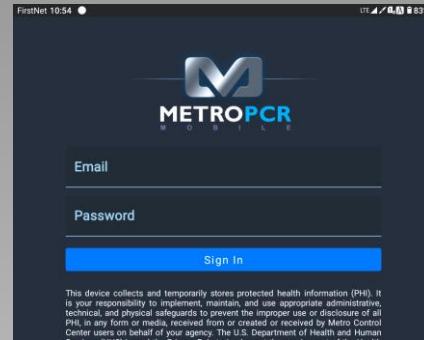 FirstNet 10:54
LTE
83%
METROPCR
MOBILE
Email
Password
Sign In
This device collects and temporarily stores protected health information (PHI). It
is your responsibility to implement, maintain, and use appropriate administrative,
technical, and physical safeguards to prevent the improper use or disclosure of all
PHI, in any form or media, received from or created or received by Metro Control
Center users on behalf of your agency. The U.S. Department of Health and Human